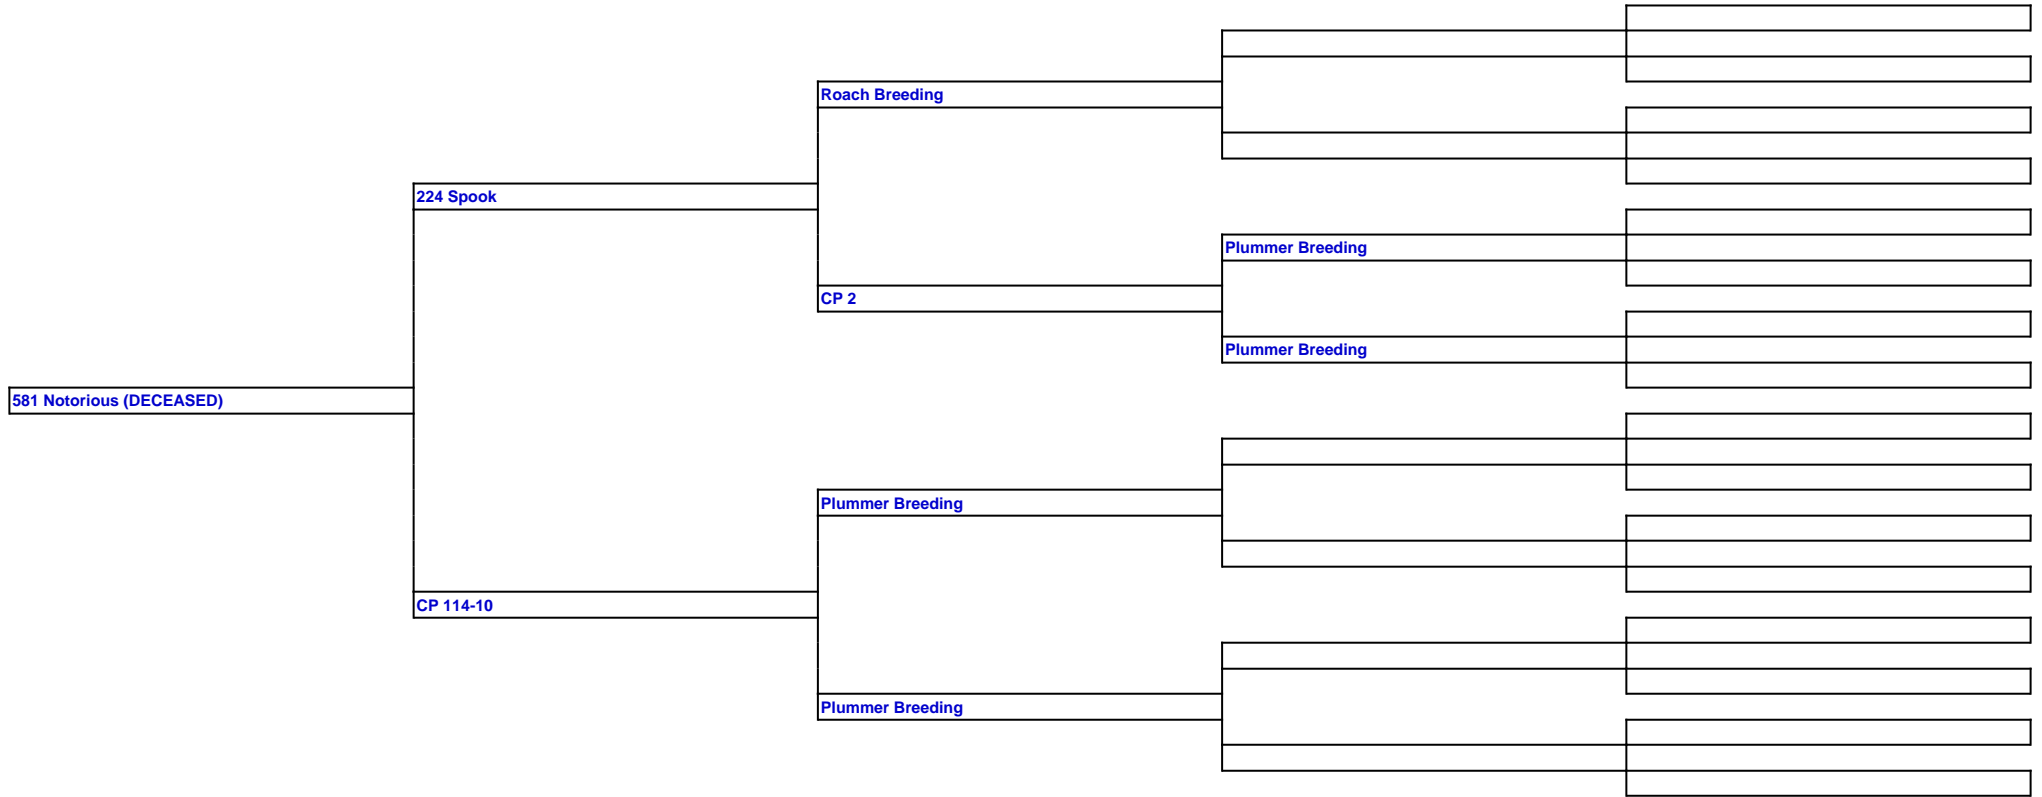 Roach Breeding
224 Spook
Plummer Breeding
CP 2
Plummer Breeding
581 Notorious (DECEASED)
Plummer Breeding
CP 114-10
Plummer Breeding